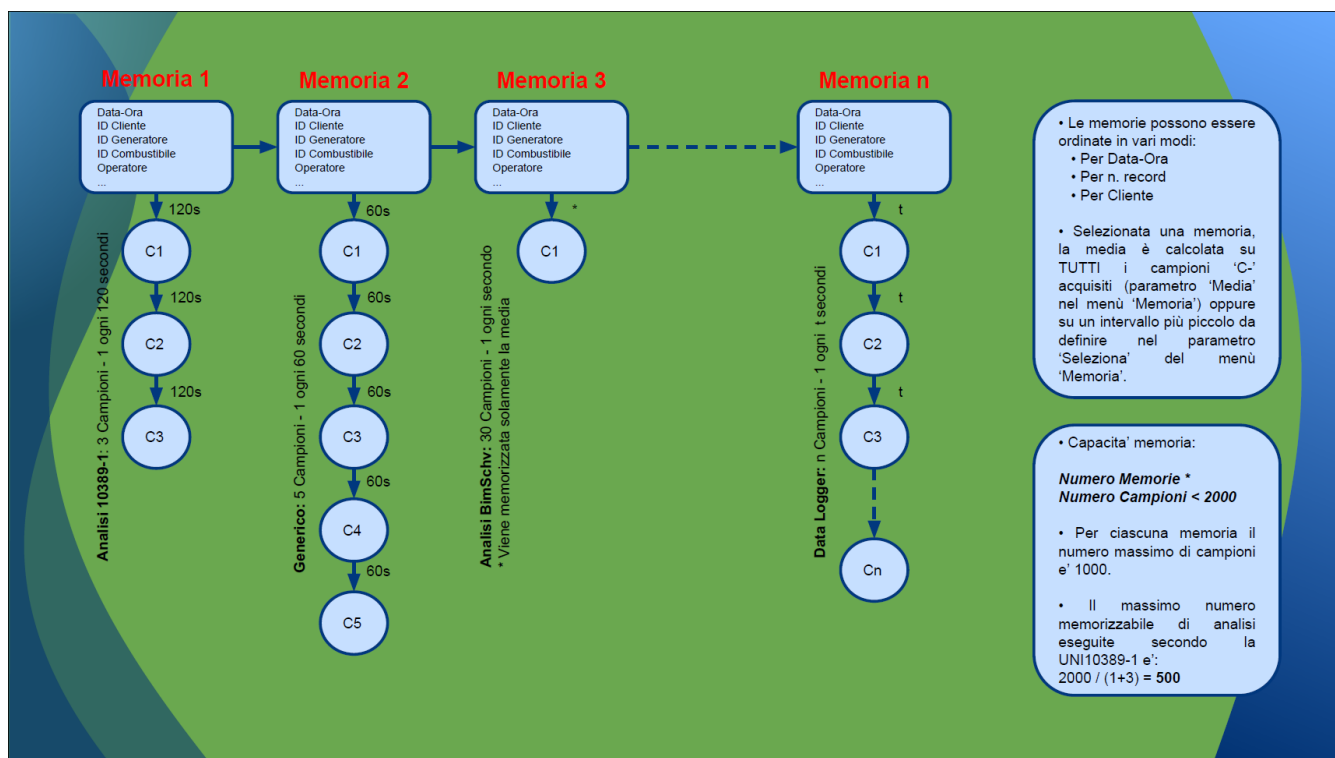 Memoria 1
Data-Ora
ID Cliente
ID Generatore
ID Combustibile
Operatore
...
120s
C1
120s
C2
120s
C3
Analisi 10389-1: 3 Campioni - 1 ogni 120 secondi
Memoria 2
Data-Ora
ID Cliente
ID Generatore
ID Combustibile
Operatore
...
60s
C1
60s
C2
60s
C3
60s
C4
60s
C5
Generico: 5 Campioni - 1 ogni 60 secondi
Memoria 3
Data-Ora
ID Cliente
ID Generatore
ID Combustibile
Operatore
...
*
C1
Analisi BimSchv: 30 Campioni - 1 ogni secondo
* Viene memorizzata solamente la media
Memoria n
Data-Ora
ID Cliente
ID Generatore
ID Combustibile
Operatore
...
t
C1
t
C2
t
C3
Cn
Data Logger: n Campioni - 1 ogni t secondi
• Le memorie possono essere
ordinate in vari modi:
• Per Data-Ora
• Per n. record
• Per Cliente
• Selezionata una memoria,
la media è calcolata su
TUTTI i campioni ‘C-’
acquisiti (parametro ‘Media’
nel menù ‘Memoria’) oppure
su un intervallo più piccolo da
definire nel parametro
‘Seleziona’ del menù
‘Memoria’.
• Capacita’ memoria:
Numero Memorie *
Numero Campioni < 2000
• Per ciascuna memoria il
numero massimo di campioni
e’ 1000.
• Il massimo numero
memorizzabile di analisi
eseguite secondo la
UNI10389-1 e’:
2000 / (1+3) = 500